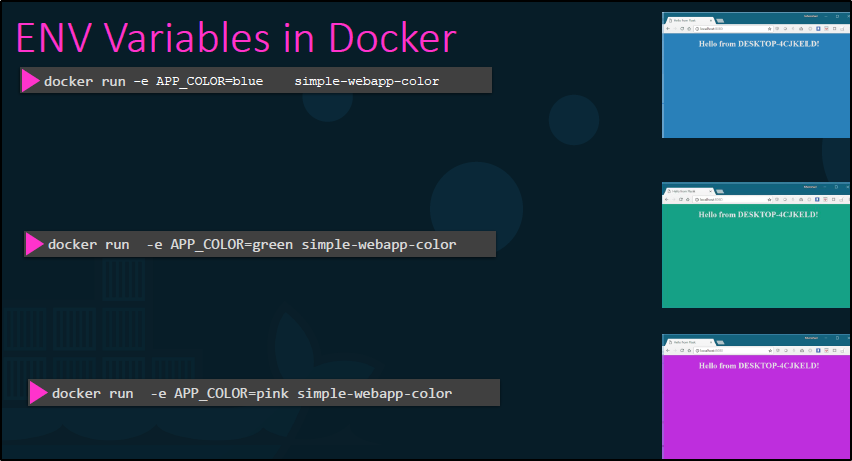 ENV Variables in Docker
docker run -e APP_COLOR=blue simple-webapp-color
Hello from DESKTOP-4CJKELD!
docker run -e APP_COLOR=green simple-webapp-color
Hello from DESKTOP-4CJKELD!
docker run -e APP_COLOR=pink simple-webapp-color
Hello from DESKTOP-4CJKELD!